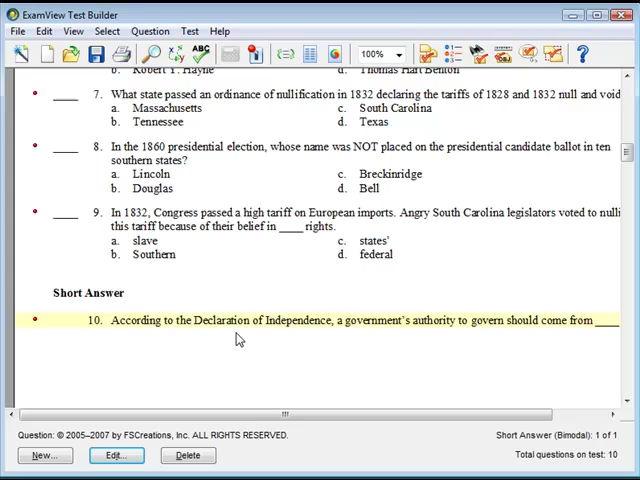 ExamView Test Builder
File Edit View Select Question Test Help
ABC 100%
b. Robert Y. Hayne d. Thomas Hart Benton
____ 7. What state passed an ordinance of nullification in 1832 declaring the tariffs of 1828 and 1832 null and void
a. Massachusetts c. South Carolina
b. Tennessee d. Texas
____ 8. In the 1860 presidential election, whose name was NOT placed on the presidential candidate ballot in ten
southern states?
a. Lincoln c. Breckinridge
b. Douglas d. Bell
____ 9. In 1832, Congress passed a high tariff on European imports. Angry South Carolina legislators voted to nulli
this tariff because of their belief in ____ rights.
a. slave c. states'
b. Southern d. federal
Short Answer
10. According to the Declaration of Independence, a government's authority to govern should come from ____
Question: © 2005-2007 by FSCreations, Inc. ALL RIGHTS RESERVED. Short Answer (Bimodal): 1 of 1
New... Edit... Delete Total questions on test: 10